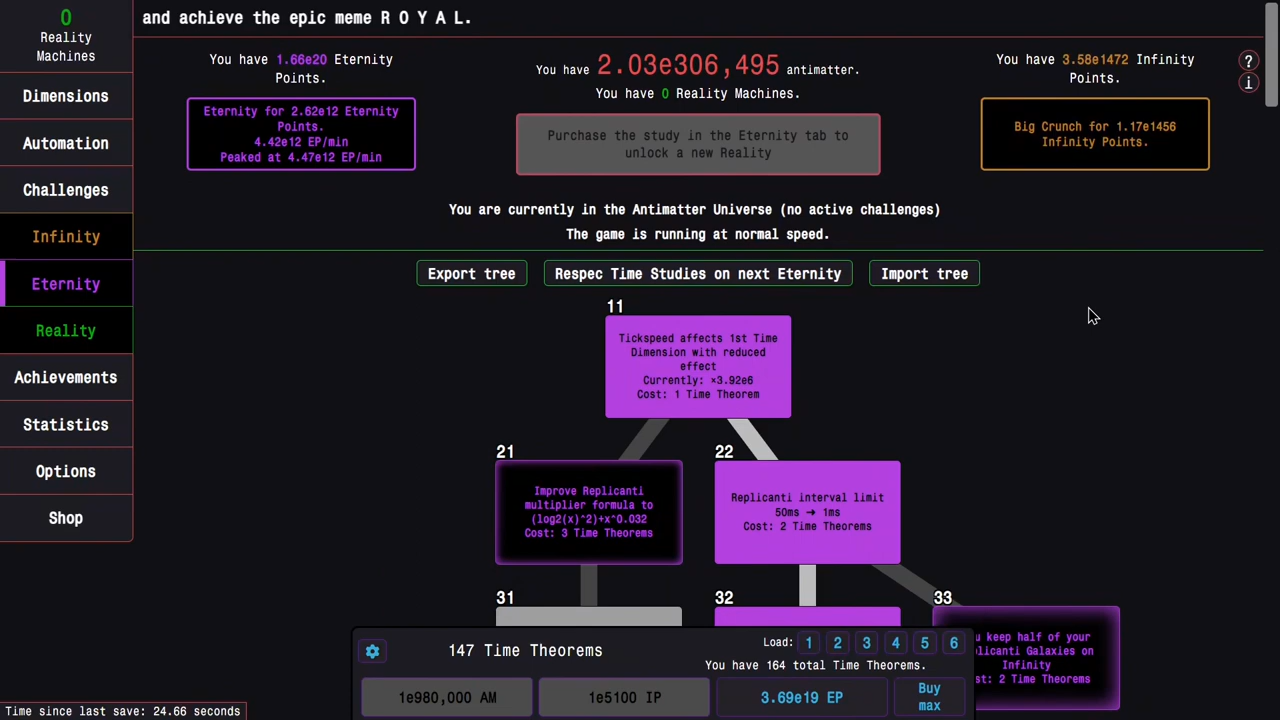 0
Reality
Machines
Dimensions
Automation
Challenges
Infinity
Eternity
Reality
Achievements
Statistics
Options
Shop
Time since last save: 24.66 seconds
and achieve the epic meme R O Y A L.
You have 1.66e20 Eternity
Points.
Eternity for 2.62e12 Eternity
Points.
4.42e12 EP/min
Peaked at 4.47e12 EP/min
You have 2.03e306,495 antimatter.
You have 0 Reality Machines.
Purchase the study in the Eternity tab to
unlock a new Reality
You have 3.58e1472 Infinity
Points.
Big Crunch for 1.17e1456
Infinity Points.
?
i
You are currently in the Antimatter Universe (no active challenges)
The game is running at normal speed.
Export tree
Respec Time Studies on next Eternity
Import tree
11
Tickspeed affects 1st Time
Dimension with reduced
effect
Currently: ×3.92e6
Cost: 1 Time Theorem
21
Improve Replicanti
multiplier formula to
(log2(x)^2)+x^0.032
Cost: 3 Time Theorems
22
Replicanti interval limit
50ms → 1ms
Cost: 2 Time Theorems
31
32
33
keep half of your
Galaxies on
Infinity
2 Time Theorems
147 Time Theorems
Load: 1 2 3 4 5 6
You have 164 total Time Theorems.
1e980,000 AM
1e5100 IP
3.69e19 EP
Buy
max